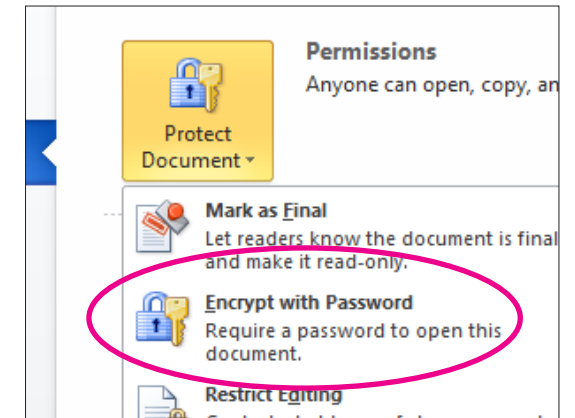 Permissions
Anyone can open, copy, an
Protect
Document
Mark as Final
Let readers know the document is final
and make it read-only.
Encrypt with Password
Require a password to open this
document.
Restrict Editing